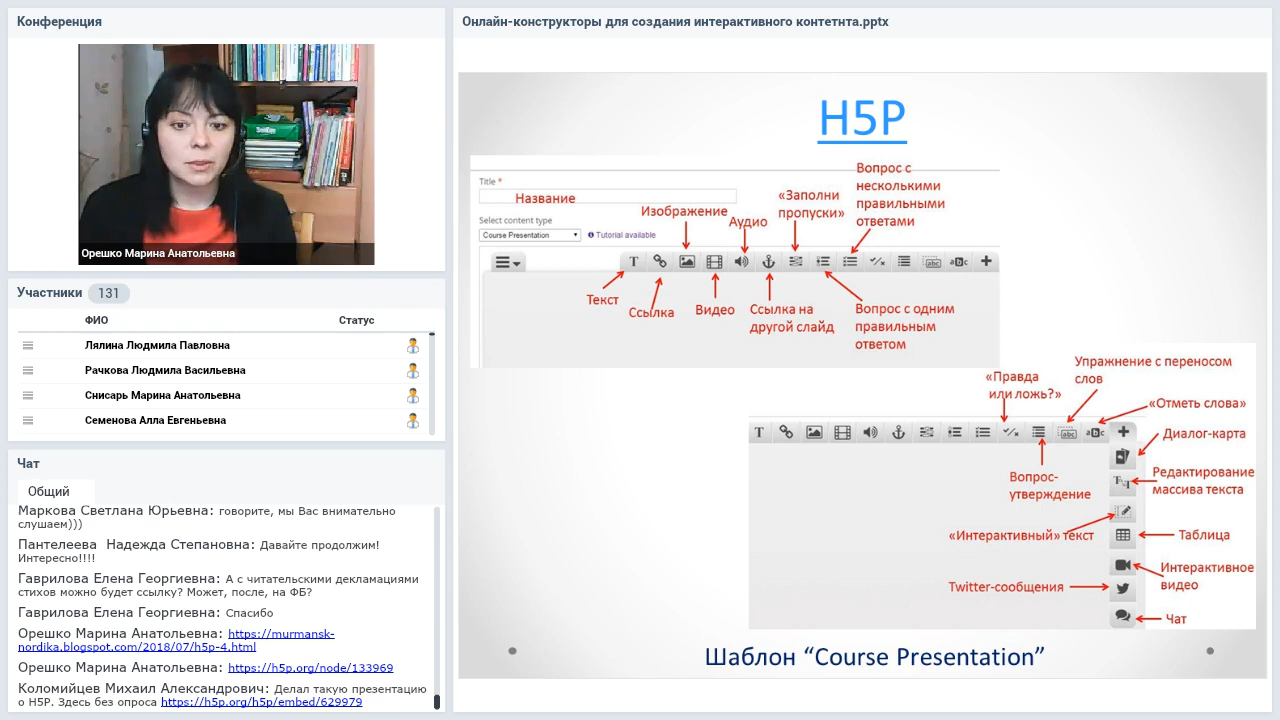 Конференция
Орешко Марина Анатольевна
Участники 131
ФИО Статус
Лялина Людмила Павловна
Рачкова Людмила Васильевна
Снисарь Марина Анатольевна
Семенова Алла Евгеньевна
Чат
Общий
Маркова Светлана Юрьевна: говорите, мы Вас внимательно
слушаем)))
Пантелеева Надежда Степановна: Давайте продолжим!
Интересно!!!!
Гаврилова Елена Георгиевна: А с читательскими декламациями
стихов можно будет ссылку? Может, после, на ФБ?
Гаврилова Елена Георгиевна: Спасибо
Орешко Марина Анатольевна: https://murmansk-
nordika.blogspot.com/2018/07/h5p-4.html
Орешко Марина Анатольевна: https://h5p.org/node/133969
Коломийцев Михаил Александрович: Делал такую презентацию
о H5P. Здесь без опроса https://h5p.org/h5p/embed/629979
Онлайн-конструкторы для создания интерактивного контетнта.pptx
H5P
Title *
Название
Select content type
Course Presentation
Tutorial available
Изображение
Аудио
«Заполни
пропуски»
Вопрос с
несколькими
правильными
ответами
T
abc
abc
Текст
Ссылка
Видео
Ссылка на
другой слайд
Вопрос с одним
правильным
ответом
«Правда
или ложь?»
Упражнение с переносом
слов
«Отметь слова»
T
abc
abc
Диалог-карта
Вопрос-
утверждение
Редактирование
массива текста
«Интерактивный» текст
Таблица
Интерактивное
видео
Twitter-сообщения
Чат
Шаблон “Course Presentation”